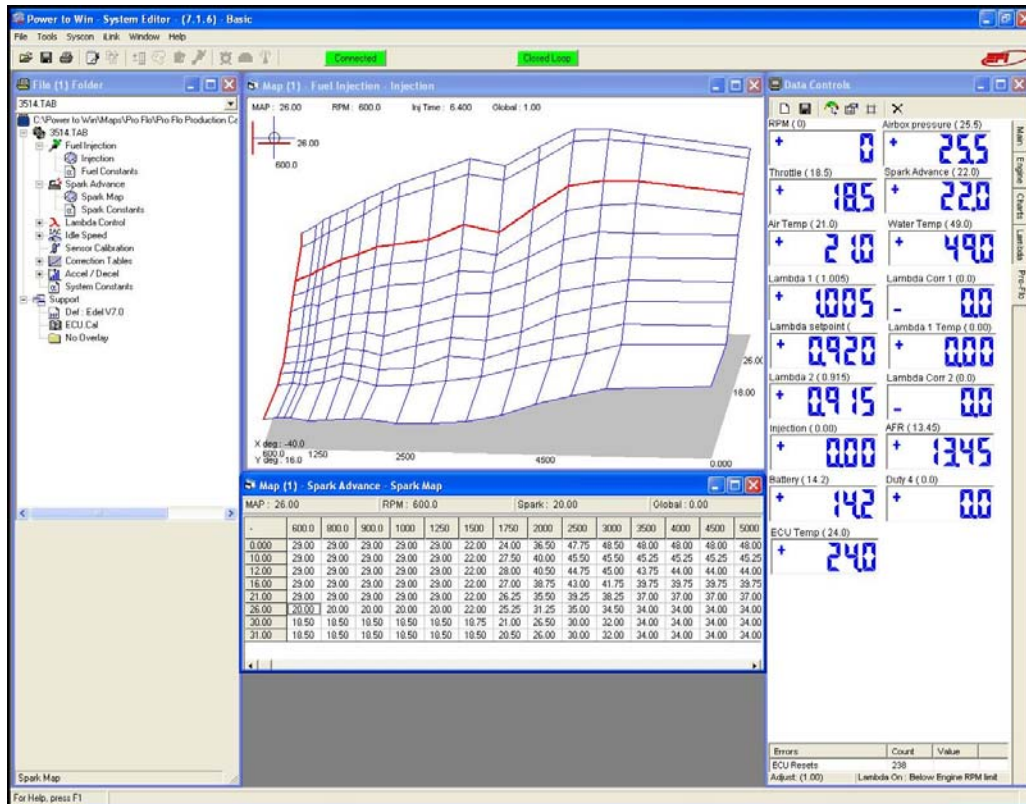 Power to Win - System Editor - (7.1.6) - Basic
File Tools Syscon iLink Window Help
Connected
Closed Loop
EFI
File (1) Folder
3514.TAB
C:\Power to Win\Maps\Pro Flo\Pro Flo Production Ca
3514.TAB
Fuel Injection
Injection
Fuel Constants
Spark Advance
Spark Map
Spark Constants
Lambda Control
Idle Speed
Sensor Calibration
Correction Tables
Accel / Decel
System Constants
Support
Def : Edel V7.0
ECU.Cal
No Overlay
Spark Map
Map (1) - Fuel Injection - Injection
MAP : 26.00 RPM : 600.0 Inj Time : 6.400 Global : 1.00
26.00
600.0
26.00
18.00
X deg : -40.0
600.0 1250 2500 4500 0.000
Y deg : 16.0
Map (1) - Spark Advance - Spark Map
MAP : 26.00 RPM : 600.0 Spark : 20.00 Global : 0.00
- 600.0 800.0 900.0 1000 1250 1500 1750 2000 2500 3000 3500 4000 4500 5000
0.000 29.00 29.00 29.00 29.00 29.00 22.00 24.00 36.50 47.75 48.50 48.00 48.00 48.00 48.00
10.00 29.00 29.00 29.00 29.00 29.00 22.00 27.50 40.00 45.50 45.50 45.25 45.25 45.25 45.25
12.00 29.00 29.00 29.00 29.00 29.00 22.00 28.00 40.50 44.75 45.00 43.75 44.00 44.00 44.00
16.00 29.00 29.00 29.00 29.00 29.00 22.00 27.00 38.75 43.00 41.75 39.75 39.75 39.75 39.75
21.00 29.00 29.00 29.00 29.00 29.00 22.00 26.25 35.50 39.25 38.25 37.00 37.00 37.00 37.00
26.00 20.00 20.00 20.00 20.00 20.00 22.00 25.25 31.25 35.00 34.50 34.00 34.00 34.00 34.00
30.00 18.50 18.50 18.50 18.50 18.50 18.75 21.00 26.50 30.00 32.00 34.00 34.00 34.00 34.00
31.00 18.50 18.50 18.50 18.50 18.50 18.50 20.50 26.00 30.00 32.00 34.00 34.00 34.00 34.00
Data Controls
RPM ( 0 ) Airbox pressure ( 25.5 )
+ 0 + 25.5
Throttle ( 18.5 ) Spark Advance ( 22.0 )
+ 18.5 + 22.0
Air Temp ( 21.0 ) Water Temp ( 49.0 )
+ 21.0 + 49.0
Lambda 1 ( 1.005 ) Lambda Corr 1 (0.0 )
+ 1.005 - 0.0
Lambda setpoint ( Lambda 1 Temp ( 0.00 )
+ 0.920 + 0.00
Lambda 2 ( 0.915 ) Lambda Corr 2 (0.0 )
+ 0.915 - 0.0
Injection ( 0.00 ) AFR ( 13.45 )
+ 0.00 + 13.45
Battery ( 14.2 ) Duty 4 ( 0.0 )
+ 14.2 + 0.0
ECU Temp ( 24.0 )
+ 24.0
Main
Engine
Charts
Lambda
Pro-Flo
Errors Count Value
ECU Resets 238
Adjust: (1.00) Lambda On : Below Engine RPM limit
For Help, press F1